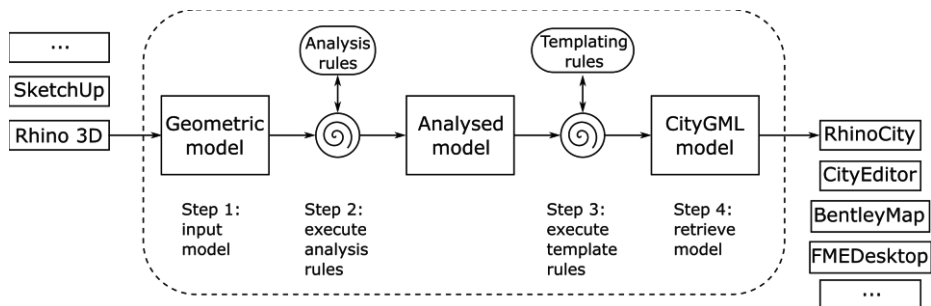 ...
SketchUp
Rhino 3D
Geometric
model
Analysis
rules
Analysed
model
Templating
rules
CityGML
model
Step 1:
input
model
Step 2:
execute
analysis
rules
Step 3:
execute
template
rules
Step 4:
retrieve
model
RhinoCity
CityEditor
BentleyMap
FMEDesktop
...